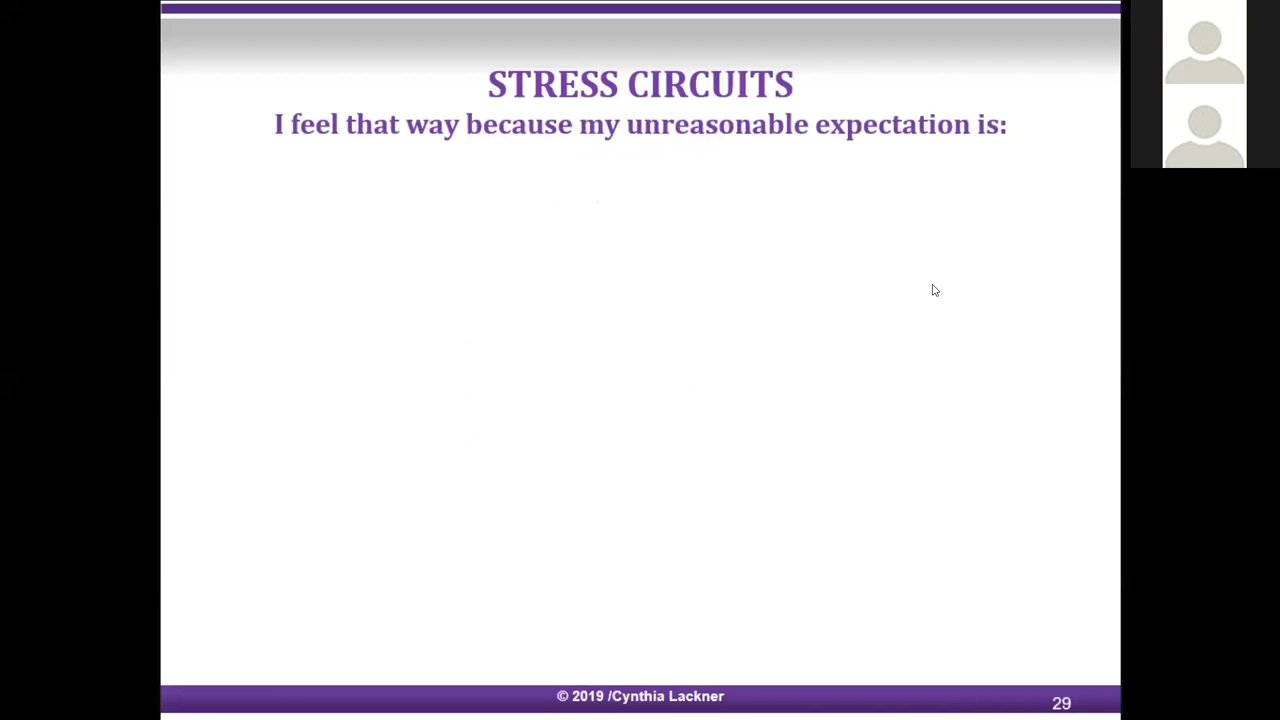 STRESS CIRCUITS
I feel that way because my unreasonable expectation is:
© 2019 /Cynthia Lackner
29